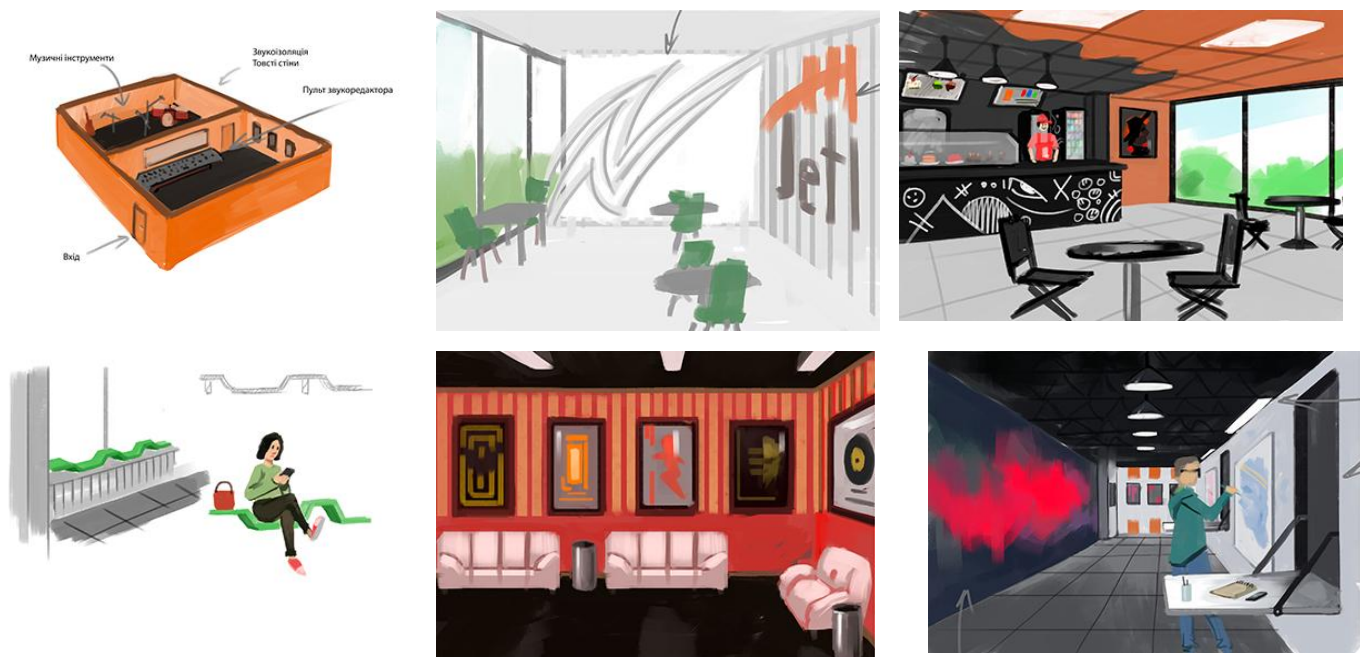 Музичні інструменти
Звукоізоляція
Товсті стіни
Пульт звукоредактора
Вхід
Jet